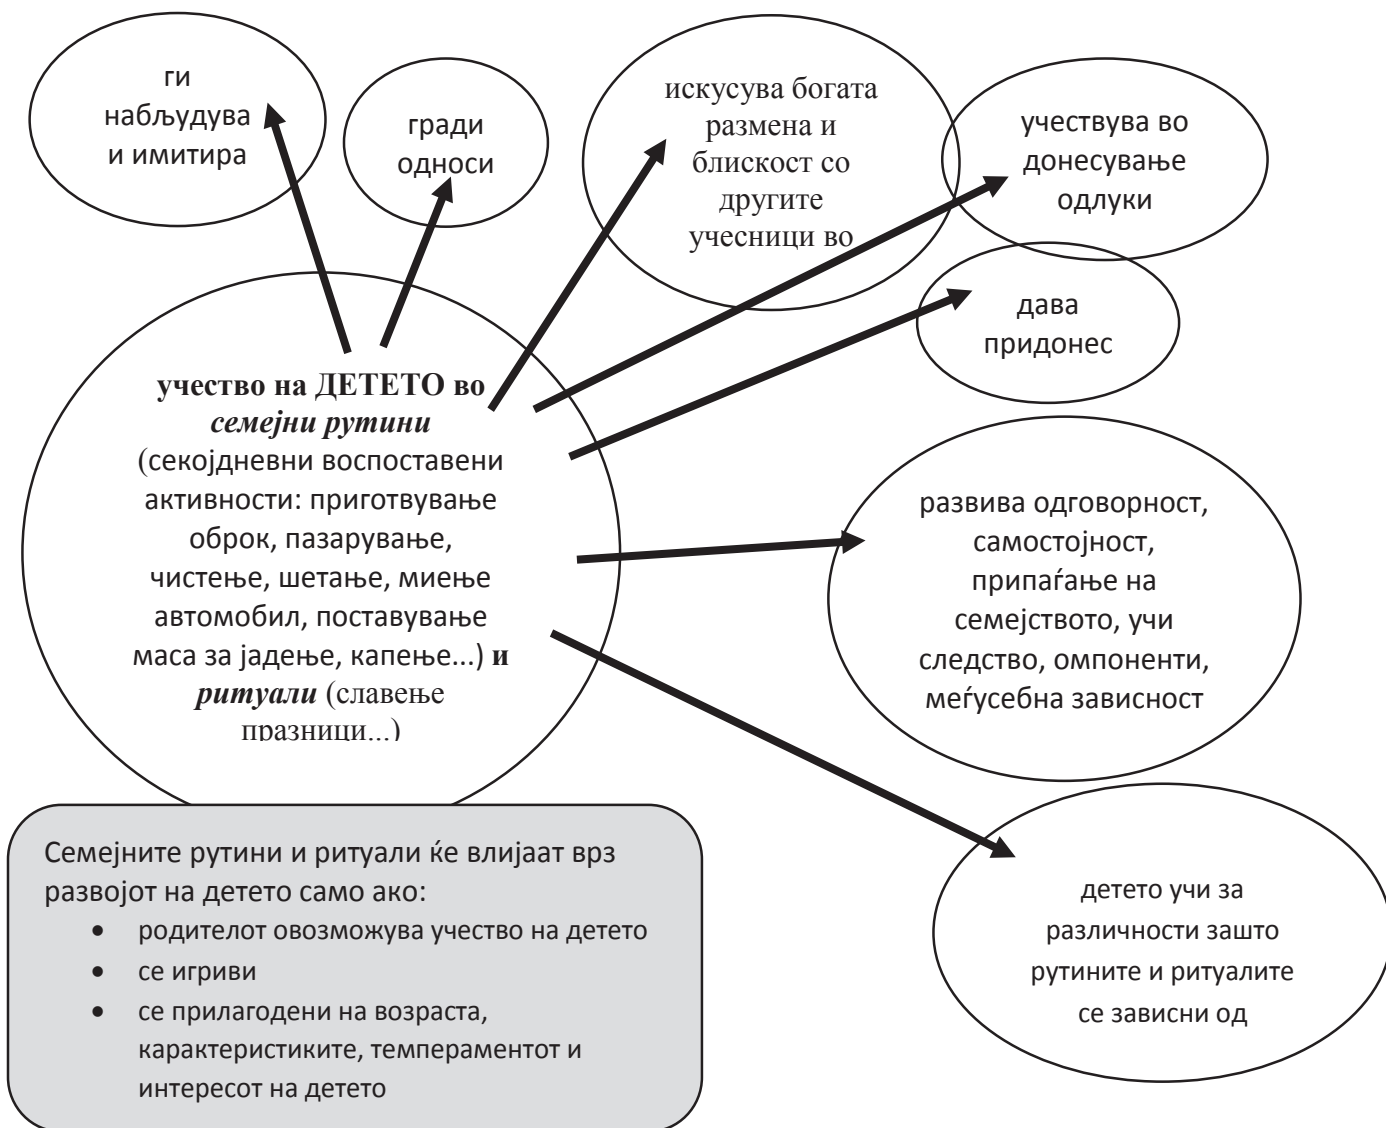 ги
набљудува
и имитира
гради
односи
искусува богата
размена и
блискост со
другите
учесници во
учествува во
донесување
одлуки
дава
придонес
учество на ДЕТЕТО во
семејни рутини
(секојдневни воспоставени
активности: приготвување
оброк, пазарување,
чистење, шетање, миење
автомобил, поставување
маса за јадење, капење...) и
ритуали (славење
празници...)
развива одговорност,
самостојност,
припаѓање на
семејството, учи
следство, омпоненти,
меѓусебна зависност
детето учи за
различности зашто
рутините и ритуалите
се зависни од
Семејните рутини и ритуали ќе влијаат врз
развојот на детето само ако:
• родителот овозможува учество на детето
• се игриви
• се прилагодени на возраста,
карактеристиките, темпераментот и
интересот на детето